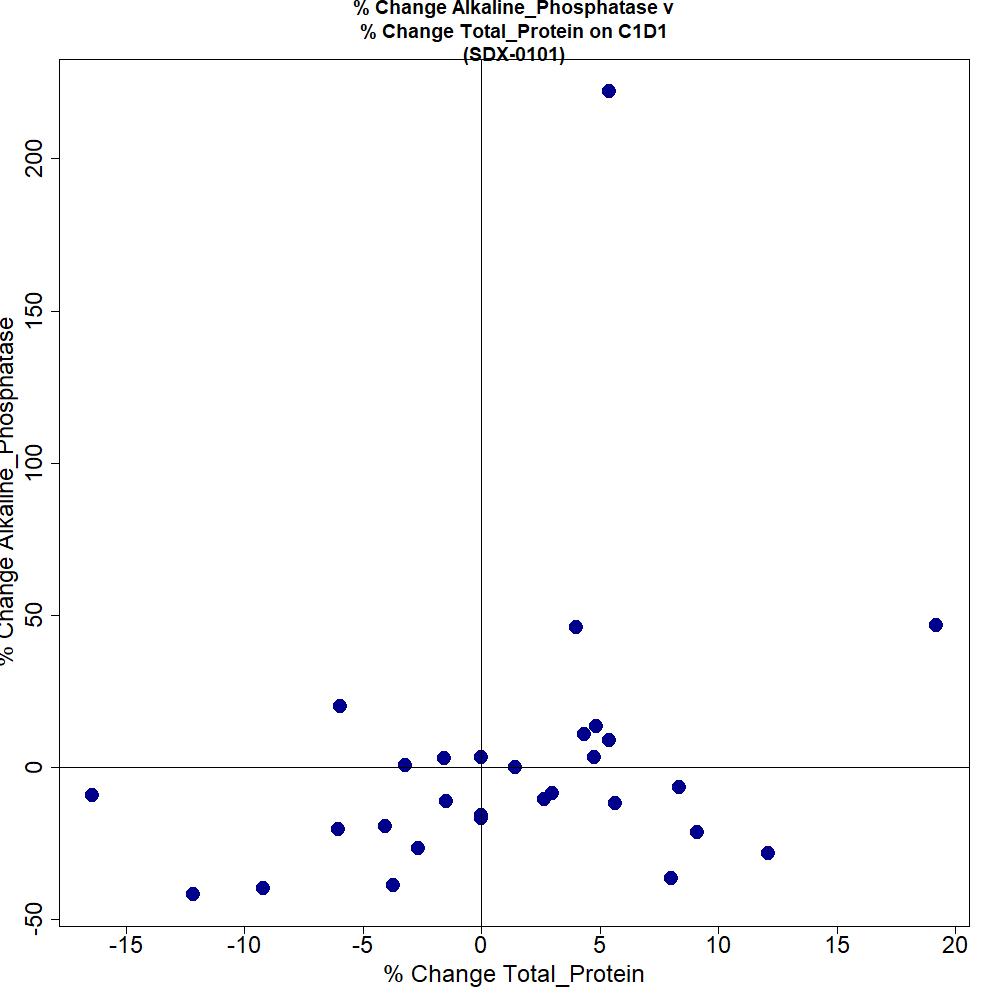 % Change Alkaline_Phosphatase v
% Change Total_Protein on C1D1
(SDX-0101)
% Change Alkaline_Phosphatase
200
150
100
50
0
-50
-15
-10
-5
0
5
10
15
20
% Change Total_Protein